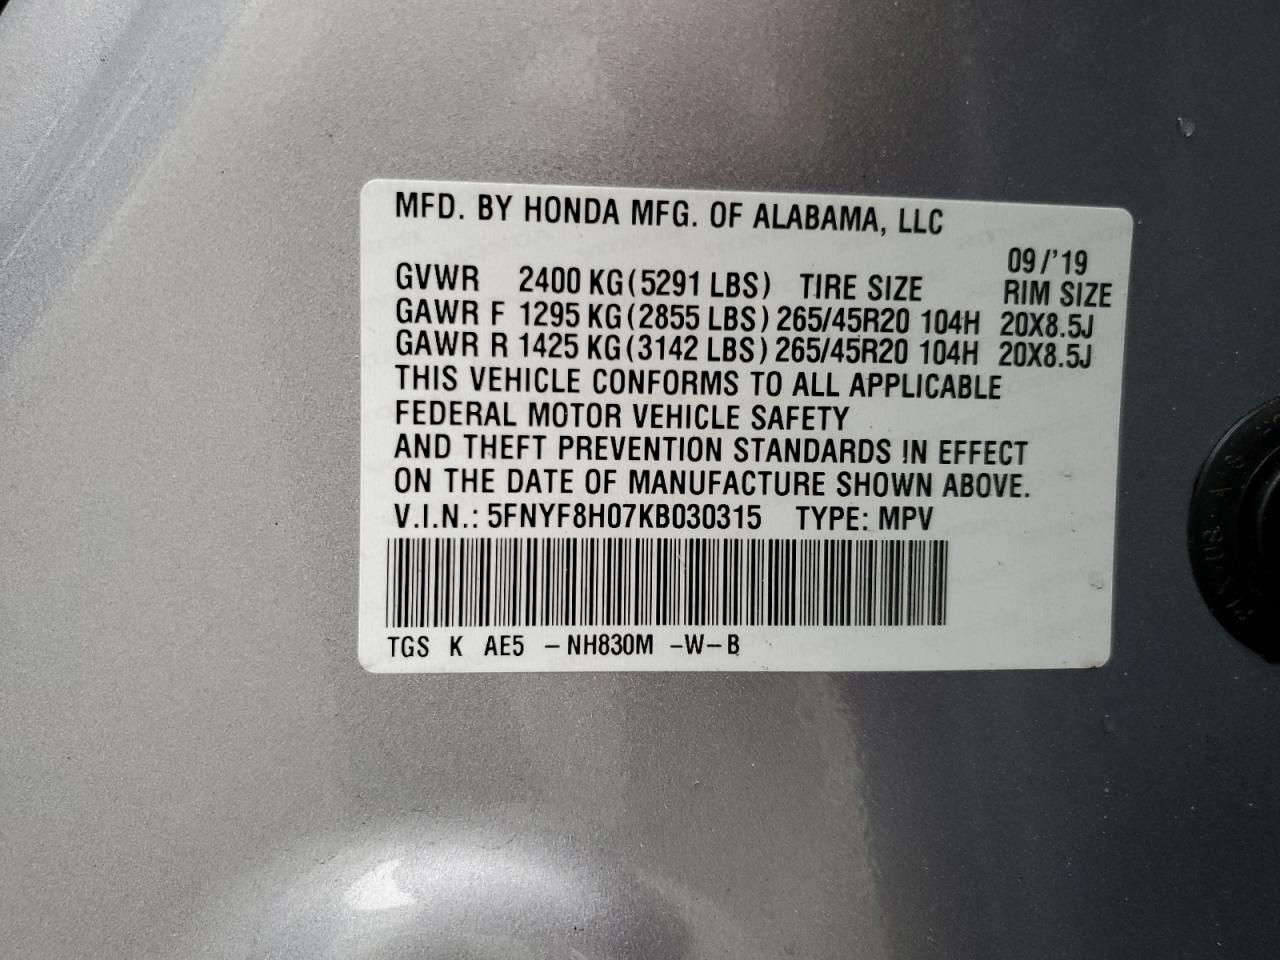 MFD. BY HONDA MFG. OF ALABAMA, LLC
09/'19
GVWR 2400 KG(5291 LBS) TIRE SIZE RIM SIZE
GAWR F 1295 KG(2855 LBS) 265/45R20 104H 20X8.5J
GAWR R 1425 KG(3142 LBS) 265/45R20 104H 20X8.5J
THIS VEHICLE CONFORMS TO ALL APPLICABLE
FEDERAL MOTOR VEHICLE SAFETY
AND THEFT PREVENTION STANDARDS IN EFFECT
ON THE DATE OF MANUFACTURE SHOWN ABOVE.
V.I.N.: 5FNYF8H07KB030315 TYPE: MPV
TGS K AE5 -NH830M -W-B